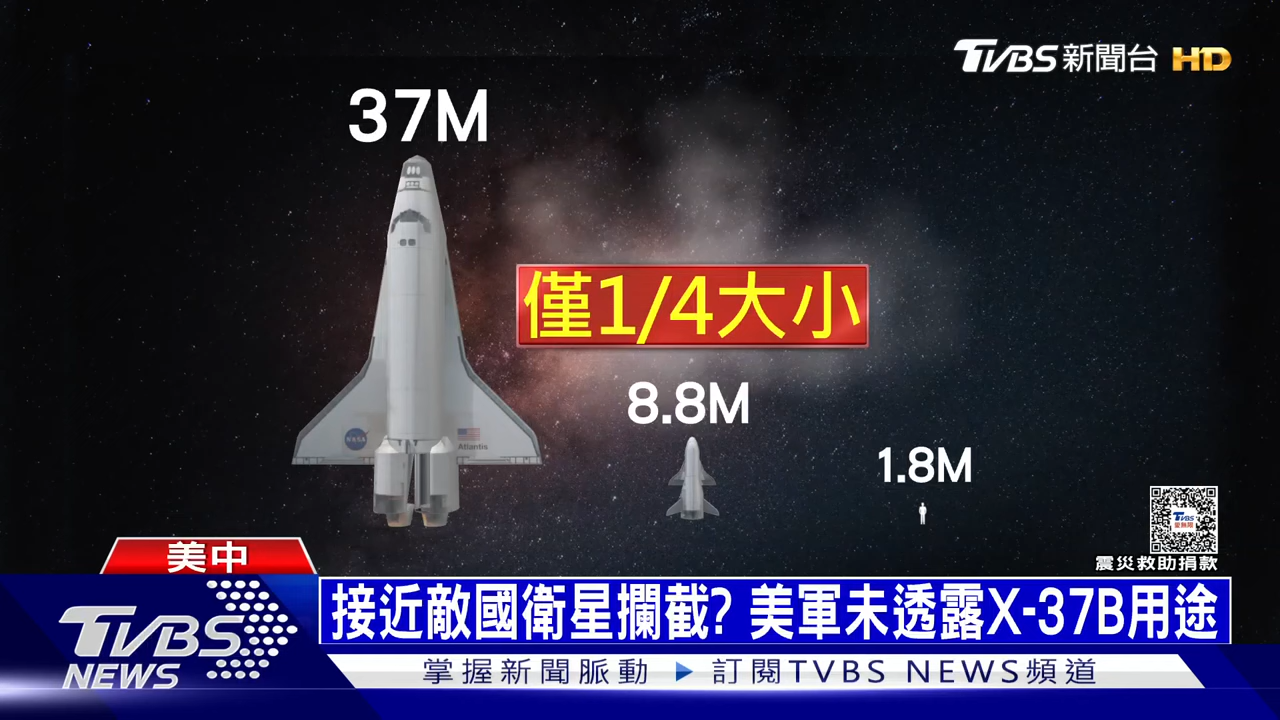 TVBS新聞台 HD
37M
僅1/4大小
8.8M
1.8M
NASA
Atlantis
TVBS
震災救助捐款
美中
接近敵國衛星攔截? 美軍未透露X-37B用途
TVBS
NEWS
掌握新聞脈動 ▶ 訂閱TVBS NEWS頻道